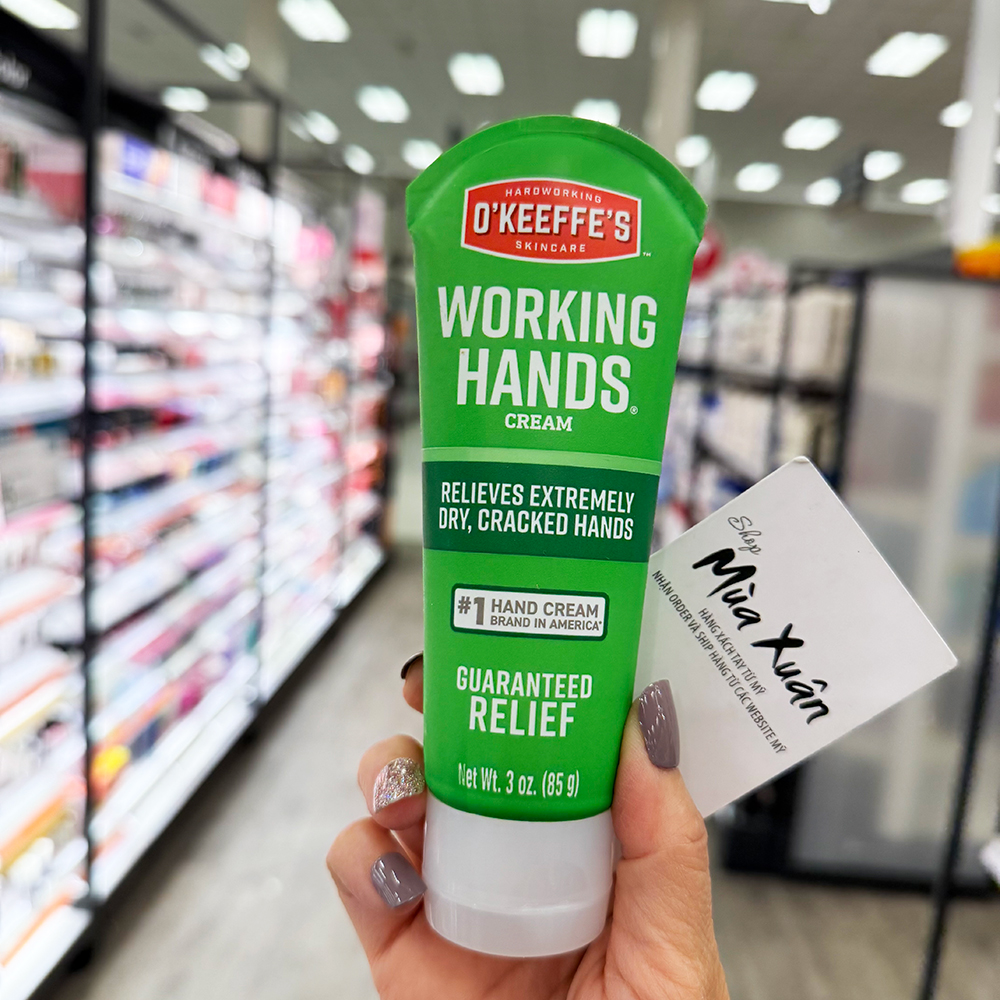 HARDWORKING
O'KEEFFE'S
SKINCARE
™
WORKING
HANDS®
CREAM
RELIEVES EXTREMELY
DRY, CRACKED HANDS
#1 HAND CREAM
BRAND IN AMERICA*
GUARANTEED
RELIEF
Net Wt. 3 oz. (85 g)
Shop
Mùa Xuân
HÀNG XÁCH TAY TỪ MỸ
NHẬN ORDER VÀ SHIP HÀNG TỪ CÁC WEBSITE MỸ